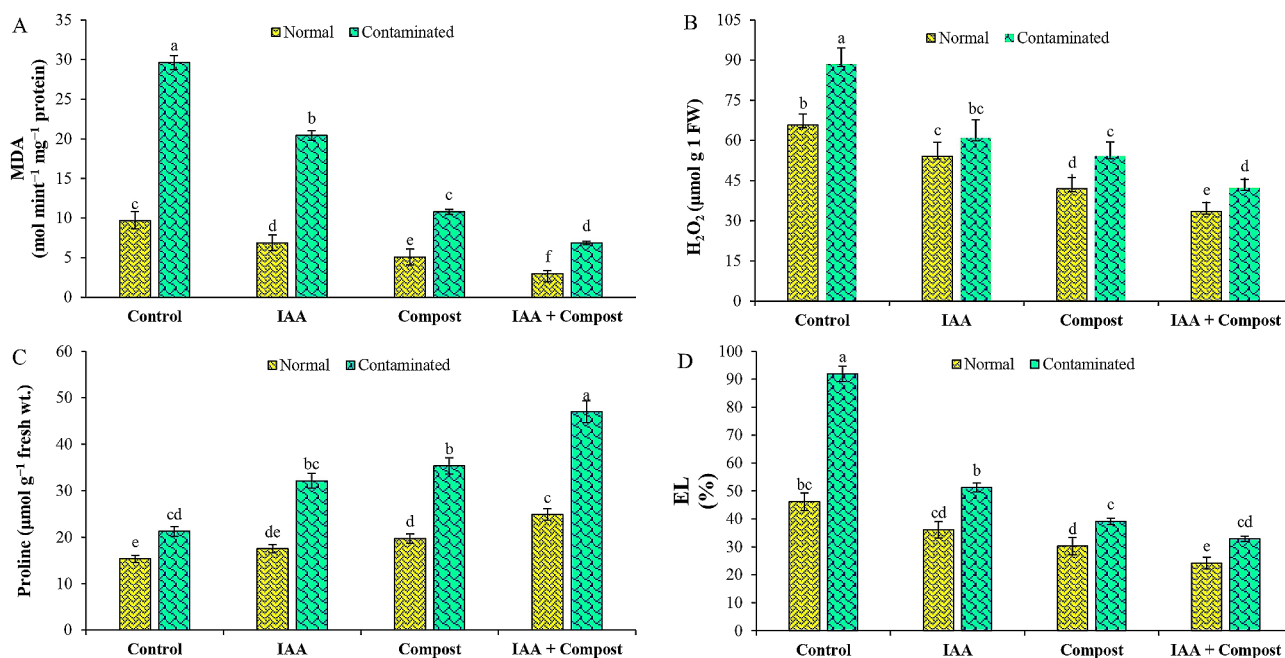 A
Normal Contaminated
MDA
(mol mint⁻¹ mg⁻¹ protein)
35
30
25
20
15
10
5
0
c a
d b
e c
f d
Control IAA Compost IAA + Compost
B
Normal Contaminated
H₂O₂ (μmol g 1 FW)
105
90
75
60
45
30
15
0
b a
c bc
d c
e d
Control IAA Compost IAA + Compost
C
Normal Contaminated
Proline (μmol g⁻¹ fresh wt.)
60
50
40
30
20
10
0
e cd
de bc
d b
c a
Control IAA Compost IAA + Compost
D
Normal Contaminated
EL
(%)
100
90
80
70
60
50
40
30
20
10
0
bc a
cd b
d c
e cd
Control IAA Compost IAA + Compost